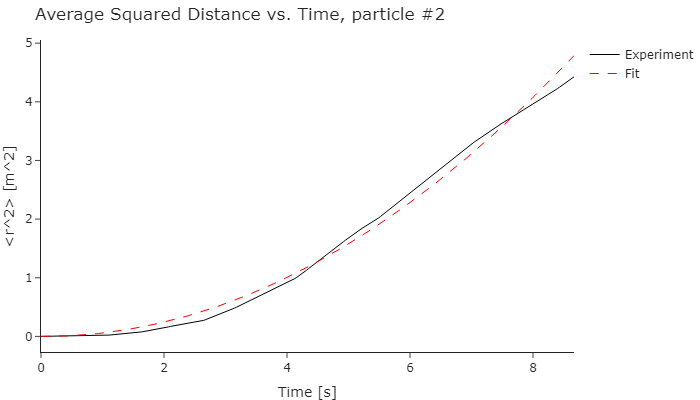 Average Squared Distance vs. Time, particle #2
5
4
3
2
1
0
<r^2> [m^2]
0 2 4 6 8
Time [s]
Experiment
Fit